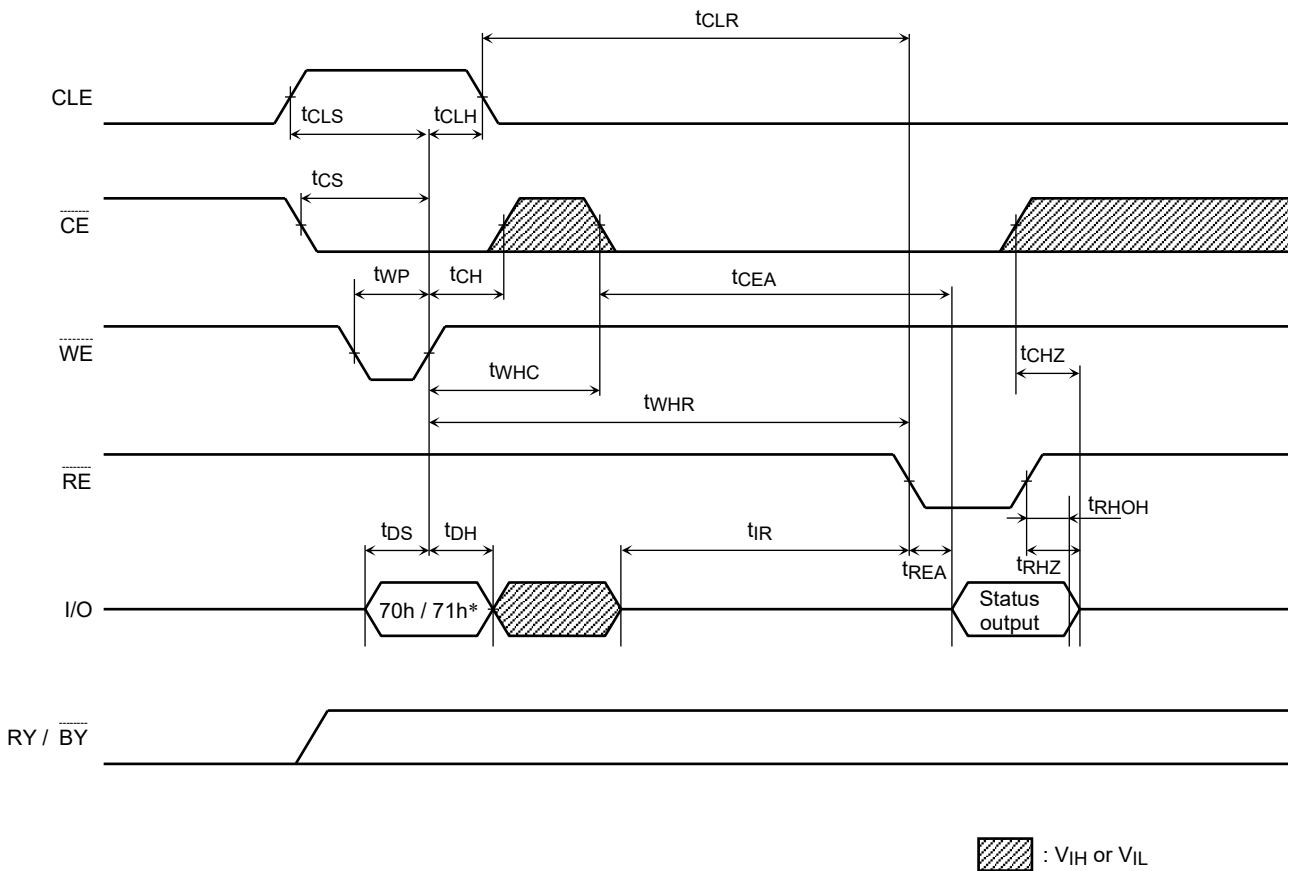 tCLR
CLE
tCLS
tCLH
tCS
CE
tWP
tCH
tCEA
WE
tCHZ
tWHC
tWHR
RE
tRHOH
tDS
tDH
tIR
tREA
tRHZ
I/O
70h / 71h*
Status
output
RY / BY
: VIH or VIL